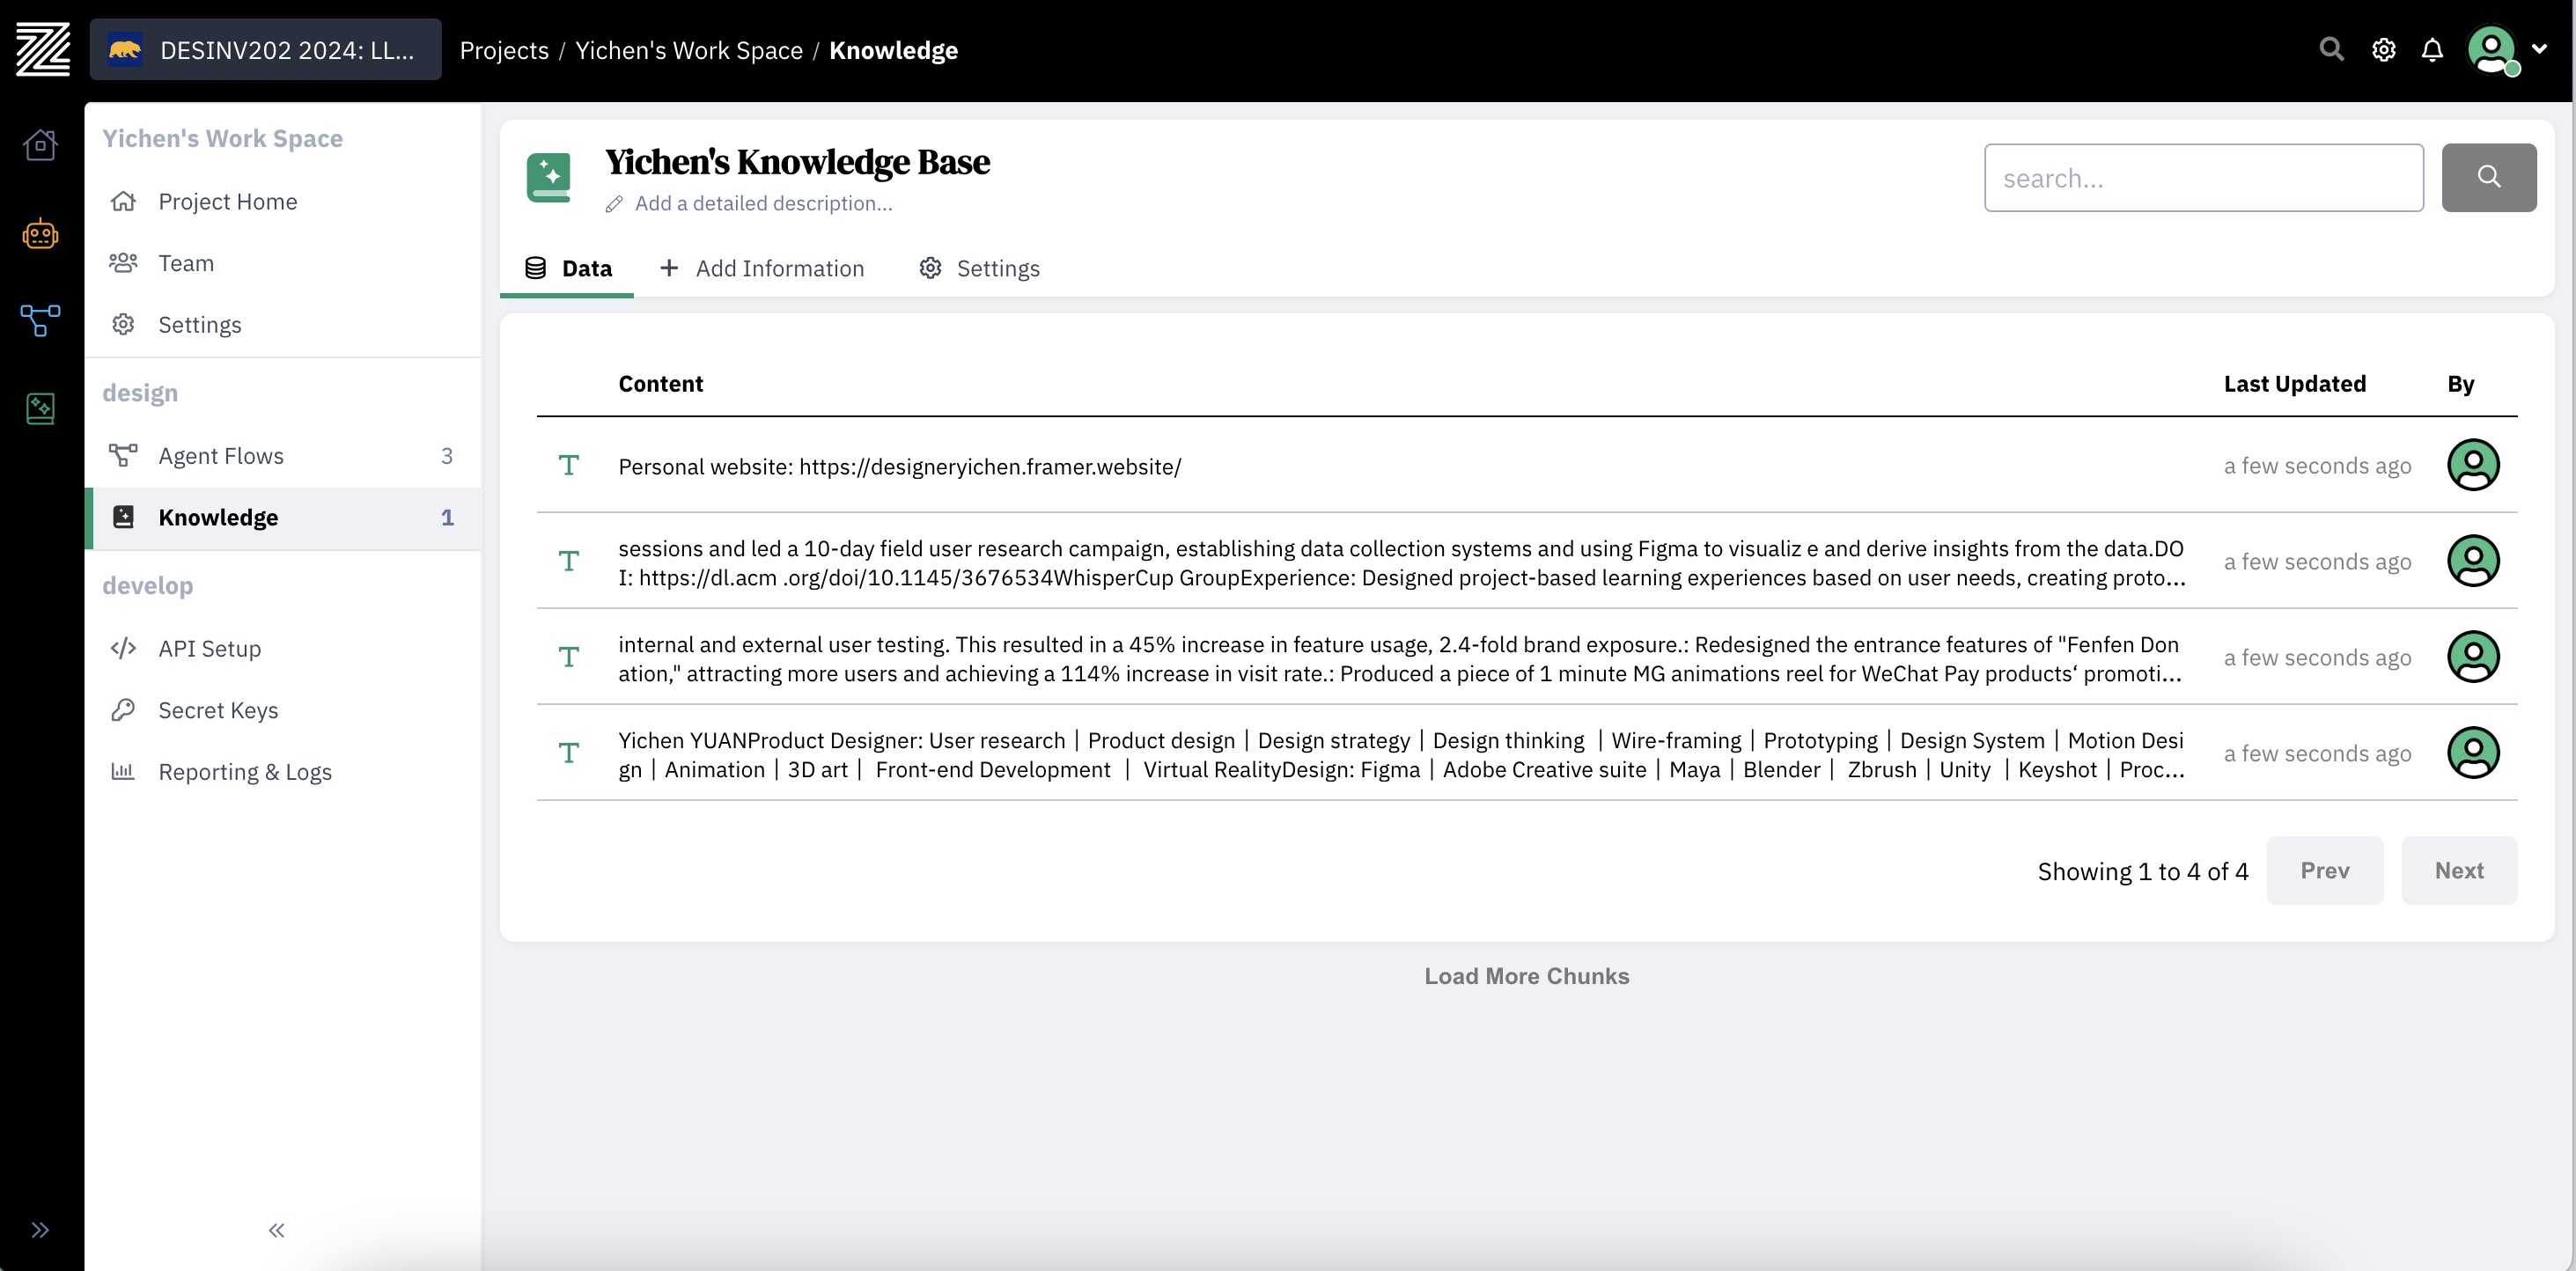 DESINV202 2024: LL...
Projects / Yichen's Work Space / Knowledge
Yichen's Work Space
Project Home
Team
Settings
design
Agent Flows 3
Knowledge 1
develop
API Setup
Secret Keys
Reporting & Logs
Yichen's Knowledge Base
Add a detailed description...
search...
Data
Add Information
Settings
Content Last Updated By
Personal website: https://designeryichen.framer.website/ a few seconds ago
sessions and led a 10-day field user research campaign, establishing data collection systems and using Figma to visualiz e and derive insights from the data.DO
I: https://dl.acm .org/doi/10.1145/3676534WhisperCup GroupExperience: Designed project-based learning experiences based on user needs, creating proto...
a few seconds ago
internal and external user testing. This resulted in a 45% increase in feature usage, 2.4-fold brand exposure.: Redesigned the entrance features of "Fenfen Don
ation," attracting more users and achieving a 114% increase in visit rate.: Produced a piece of 1 minute MG animations reel for WeChat Pay products‘ promoti...
a few seconds ago
Yichen YUANProduct Designer: User research | Product design | Design strategy | Design thinking | Wire-framing | Prototyping | Design System | Motion Desi
gn | Animation | 3D art | Front-end Development | Virtual RealityDesign: Figma | Adobe Creative suite | Maya | Blender | Zbrush | Unity | Keyshot | Proc...
a few seconds ago
Showing 1 to 4 of 4
Prev
Next
Load More Chunks